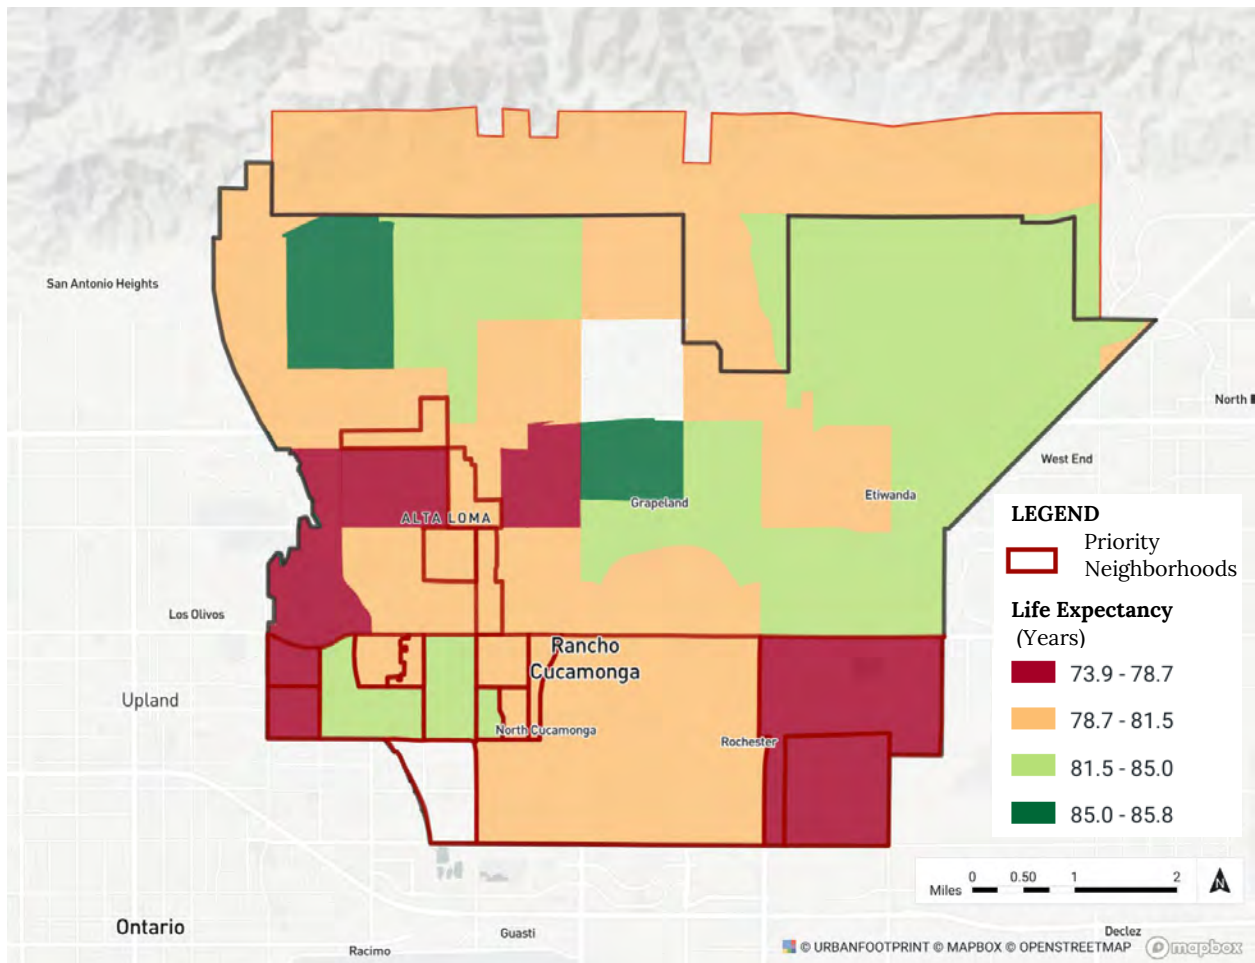 San Antonio Heights
North
West End
Grapeland
Etiwanda
ALTA LOMA
LEGEND
Priority
Neighborhoods
Los Olivos
Life Expectancy
(Years)
Rancho
Cucamonga
73.9 - 78.7
Upland
78.7 - 81.5
North Cucamonga
Rochester
81.5 - 85.0
85.0 - 85.8
0 0.50 1 2
Miles
N
Ontario
Guasti
Declez
Racimo
© URBANFOOTPRINT © MAPBOX © OPENSTREETMAP
mapbox